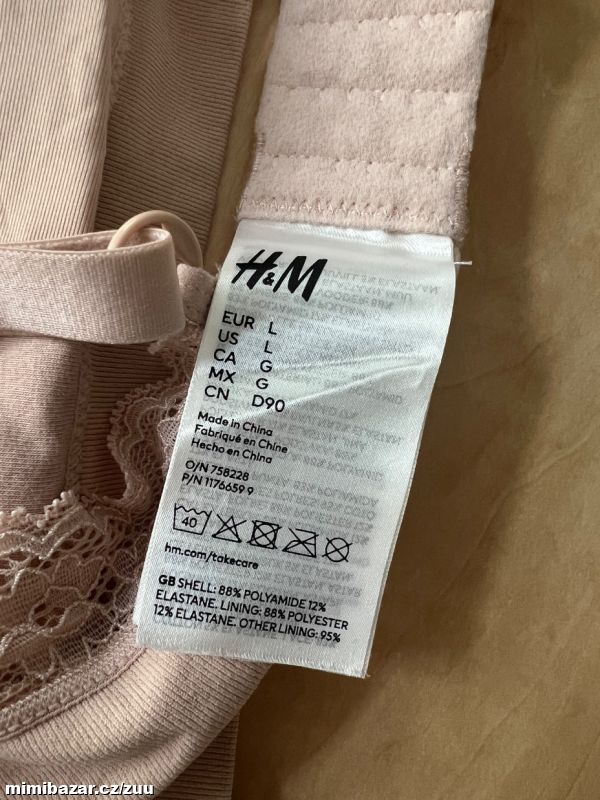 H&M
EUR L
US L
CA G
MX G
CN D90
Made in China
Fabriqué en Chine
Hecho en China
O/N 758228
P/N 1176659 9
40
hm.com/takecare
GB SHELL: 88% POLYAMIDE 12%
ELASTANE. LINING: 88% POLYESTER
12% ELASTANE. OTHER LINING: 95%
mimibazar.cz/zuu